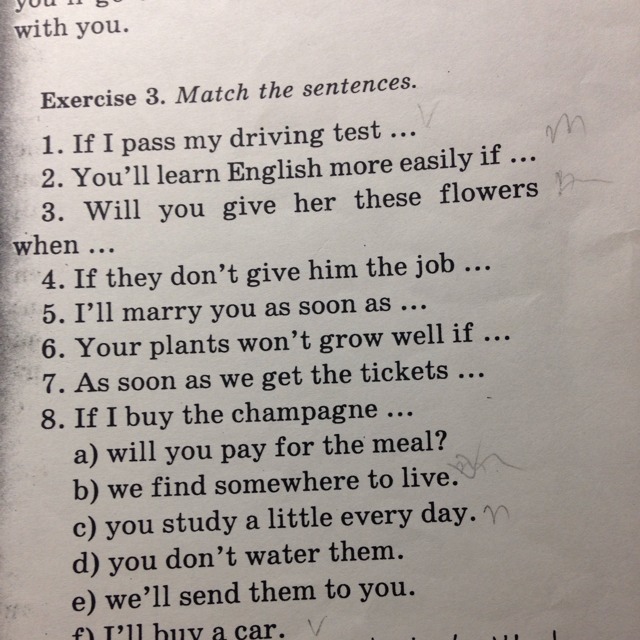 with you.
Exercise 3. Match the sentences.
1. If I pass my driving test ...
2. You'll learn English more easily if ...
3. Will you give her these flowers
when ...
4. If they don't give him the job ...
5. I'll marry you as soon as ...
6. Your plants won't grow well if ...
7. As soon as we get the tickets ...
8. If I buy the champagne ...
a) will you pay for the meal?
b) we find somewhere to live.
c) you study a little every day.
d) you don't water them.
e) we'll send them to you.
f) I'll buy a car.